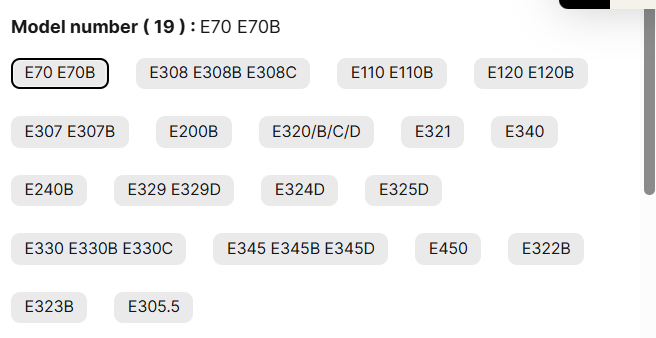 Model number ( 19 ) : E70 E70B
E70 E70B E308 E308B E308C E110 E110B E120 E120B
E307 E307B E200B E320/B/C/D E321 E340
E240B E329 E329D E324D E325D
E330 E330B E330C E345 E345B E345D E450 E322B
E323B E305.5